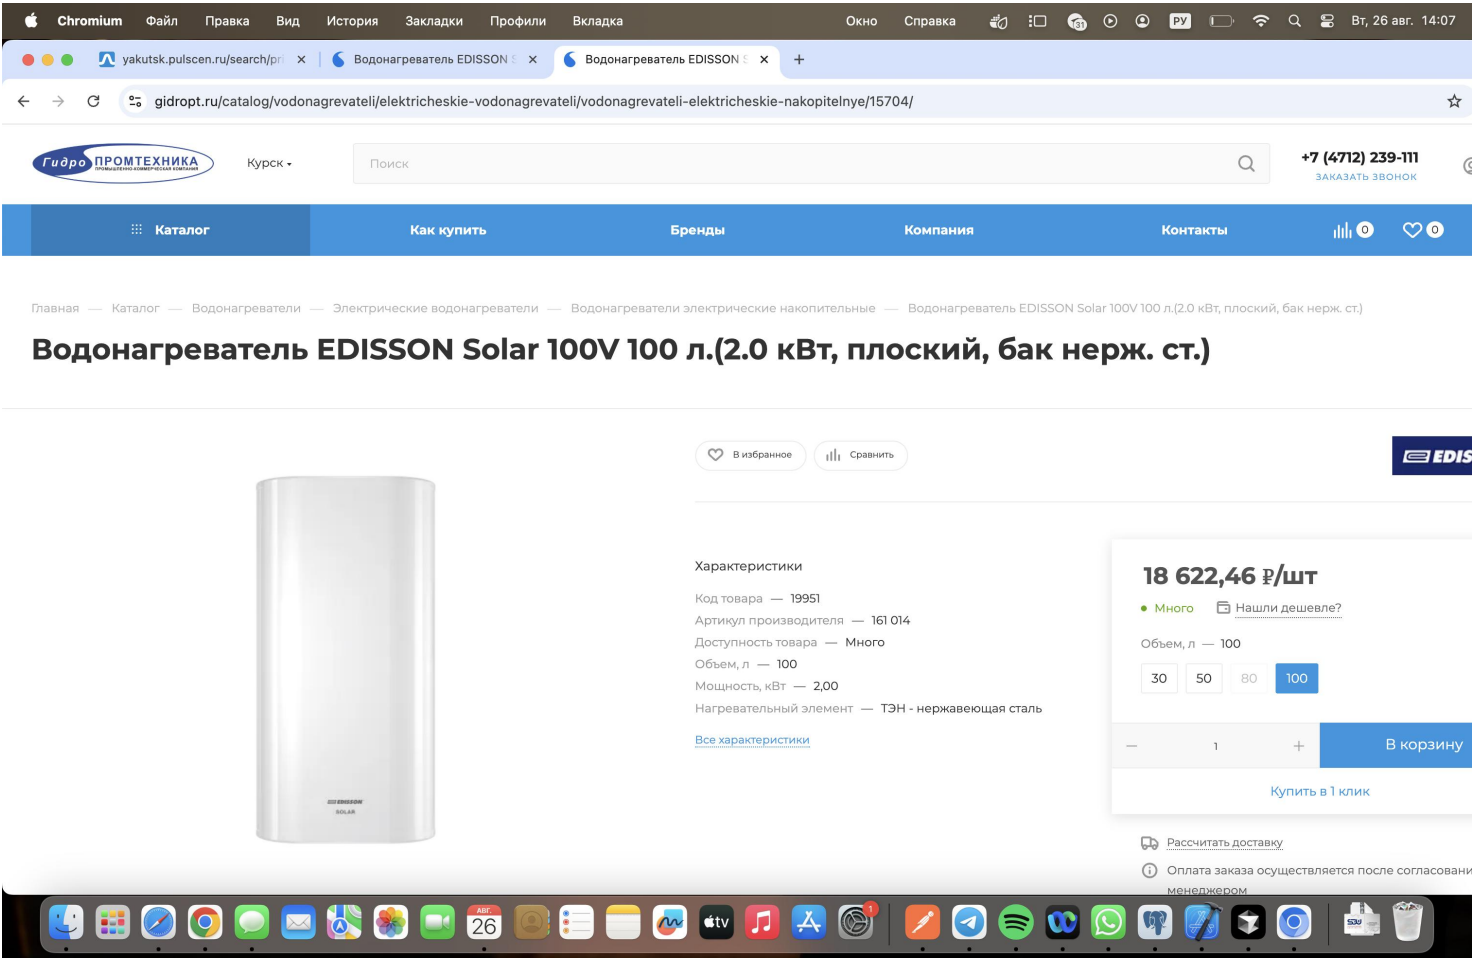 Chromium Файл Правка Вид История Закладки Профили Вкладка Окно Справка РУ Вт, 26 авг. 14:07
yakutsk.pulscen.ru/search/pri Водонагреватель EDISSON S Водонагреватель EDISSON S
gidropt.ru/catalog/vodonagrevateli/elektricheskie-vodonagrevateli/vodonagrevateli-elektricheskie-nakopitelnye/15704/
Гидро ПРОМТЕХНИКА
ПРОМЫШЛЕННО-КОММЕРЧЕСКАЯ КОМПАНИЯ
Курск
Поиск
+7 (4712) 239-111
ЗАКАЗАТЬ ЗВОНОК
Каталог Как купить Бренды Компания Контакты 0 0
Главная — Каталог — Водонагреватели — Электрические водонагреватели — Водонагреватели электрические накопительные — Водонагреватель EDISSON Solar 100V 100 л.(2.0 кВт, плоский, бак нерж. ст.)
Водонагреватель EDISSON Solar 100V 100 л.(2.0 кВт, плоский, бак нерж. ст.)
В избранное Сравнить
EDIS
EDISSON
SOLAR
Характеристики
Код товара — 19951
Артикул производителя — 161 014
Доступность товара — Много
Объем, л — 100
Мощность, кВт — 2,00
Нагревательный элемент — ТЭН - нержавеющая сталь
Все характеристики
18 622,46 ₽/шт
Много Нашли дешевле?
Объем, л — 100
30 50 80 100
— 1 + В корзину
Купить в 1 клик
Рассчитать доставку
Оплата заказа осуществляется после согласовани
менеджером
АВГ.
26
tv
1